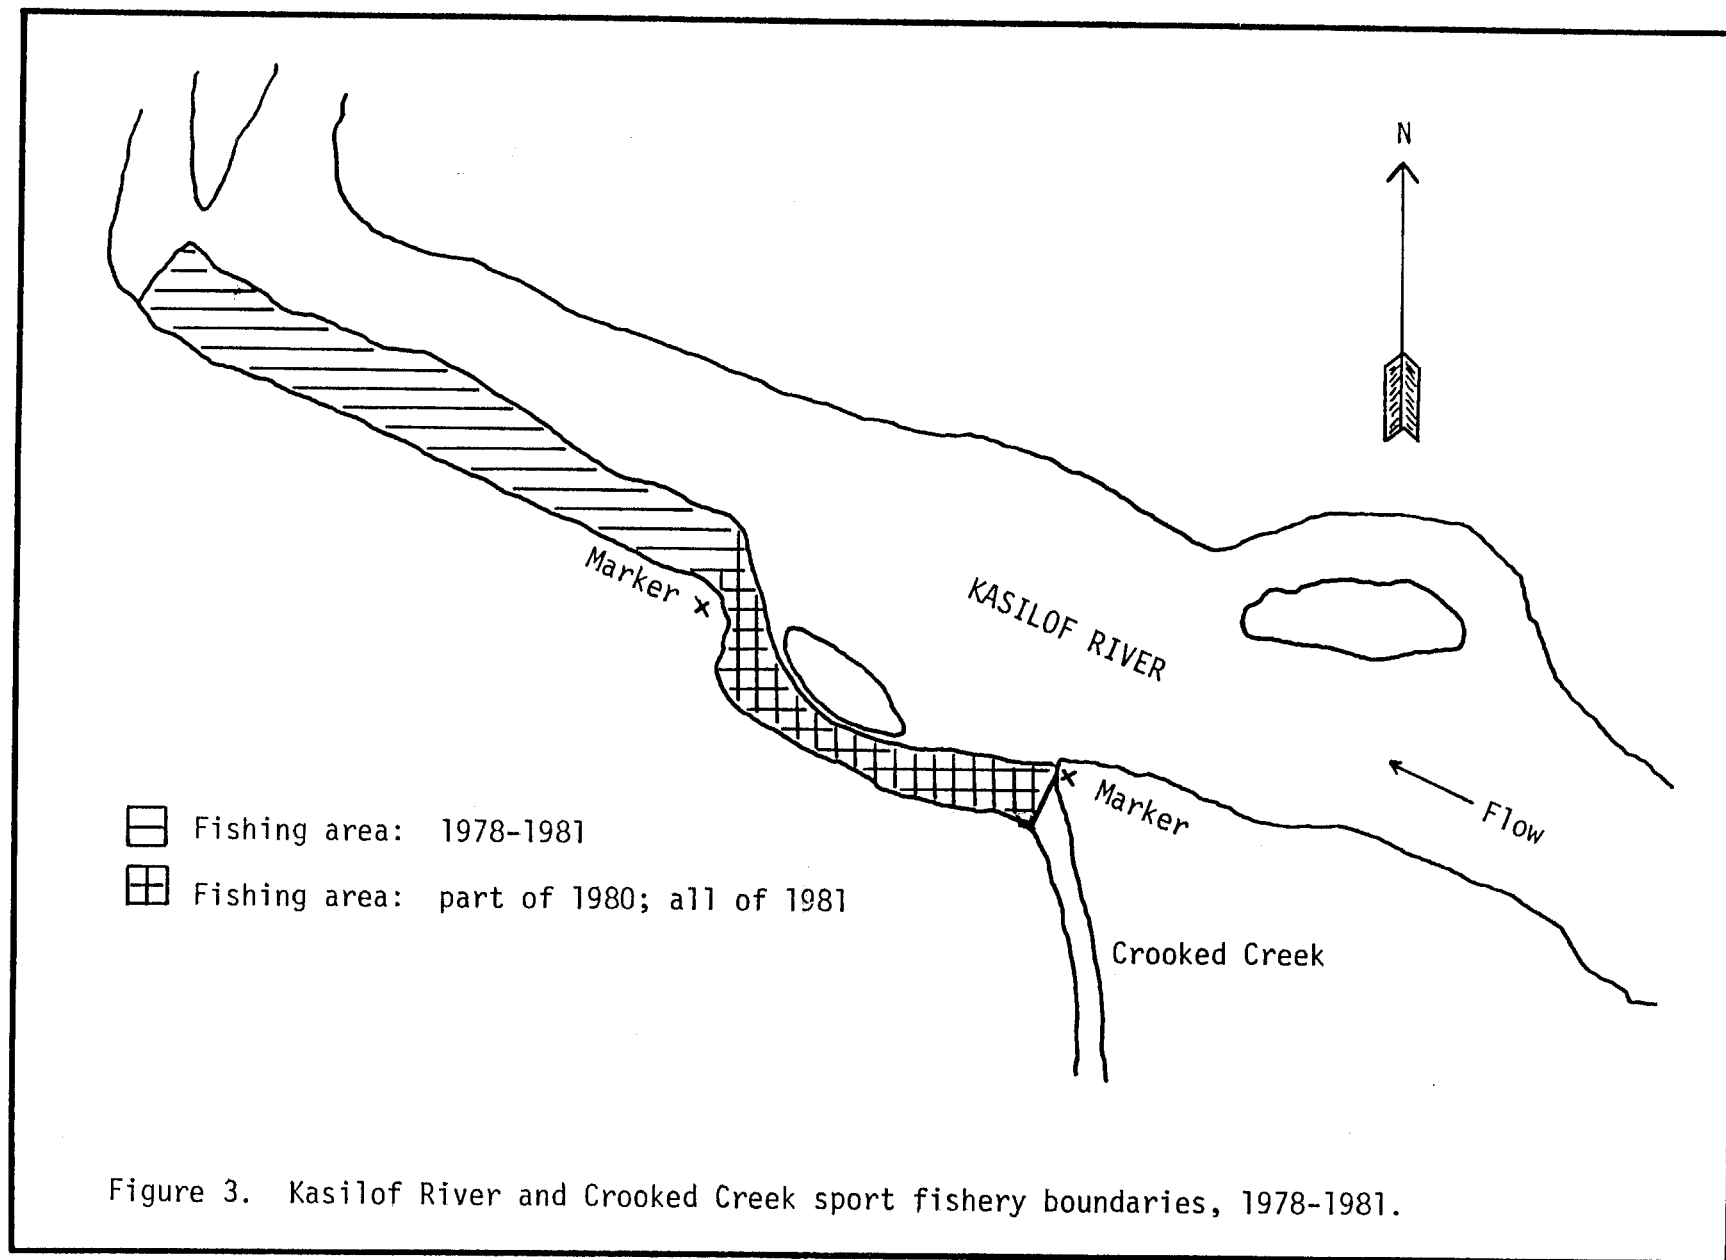 N
Marker x
KASILOF RIVER
x Marker
Flow
Fishing area: 1978-1981
Fishing area: part of 1980; all of 1981
Crooked Creek
Figure 3. Kasilof River and Crooked Creek sport fishery boundaries, 1978-1981.